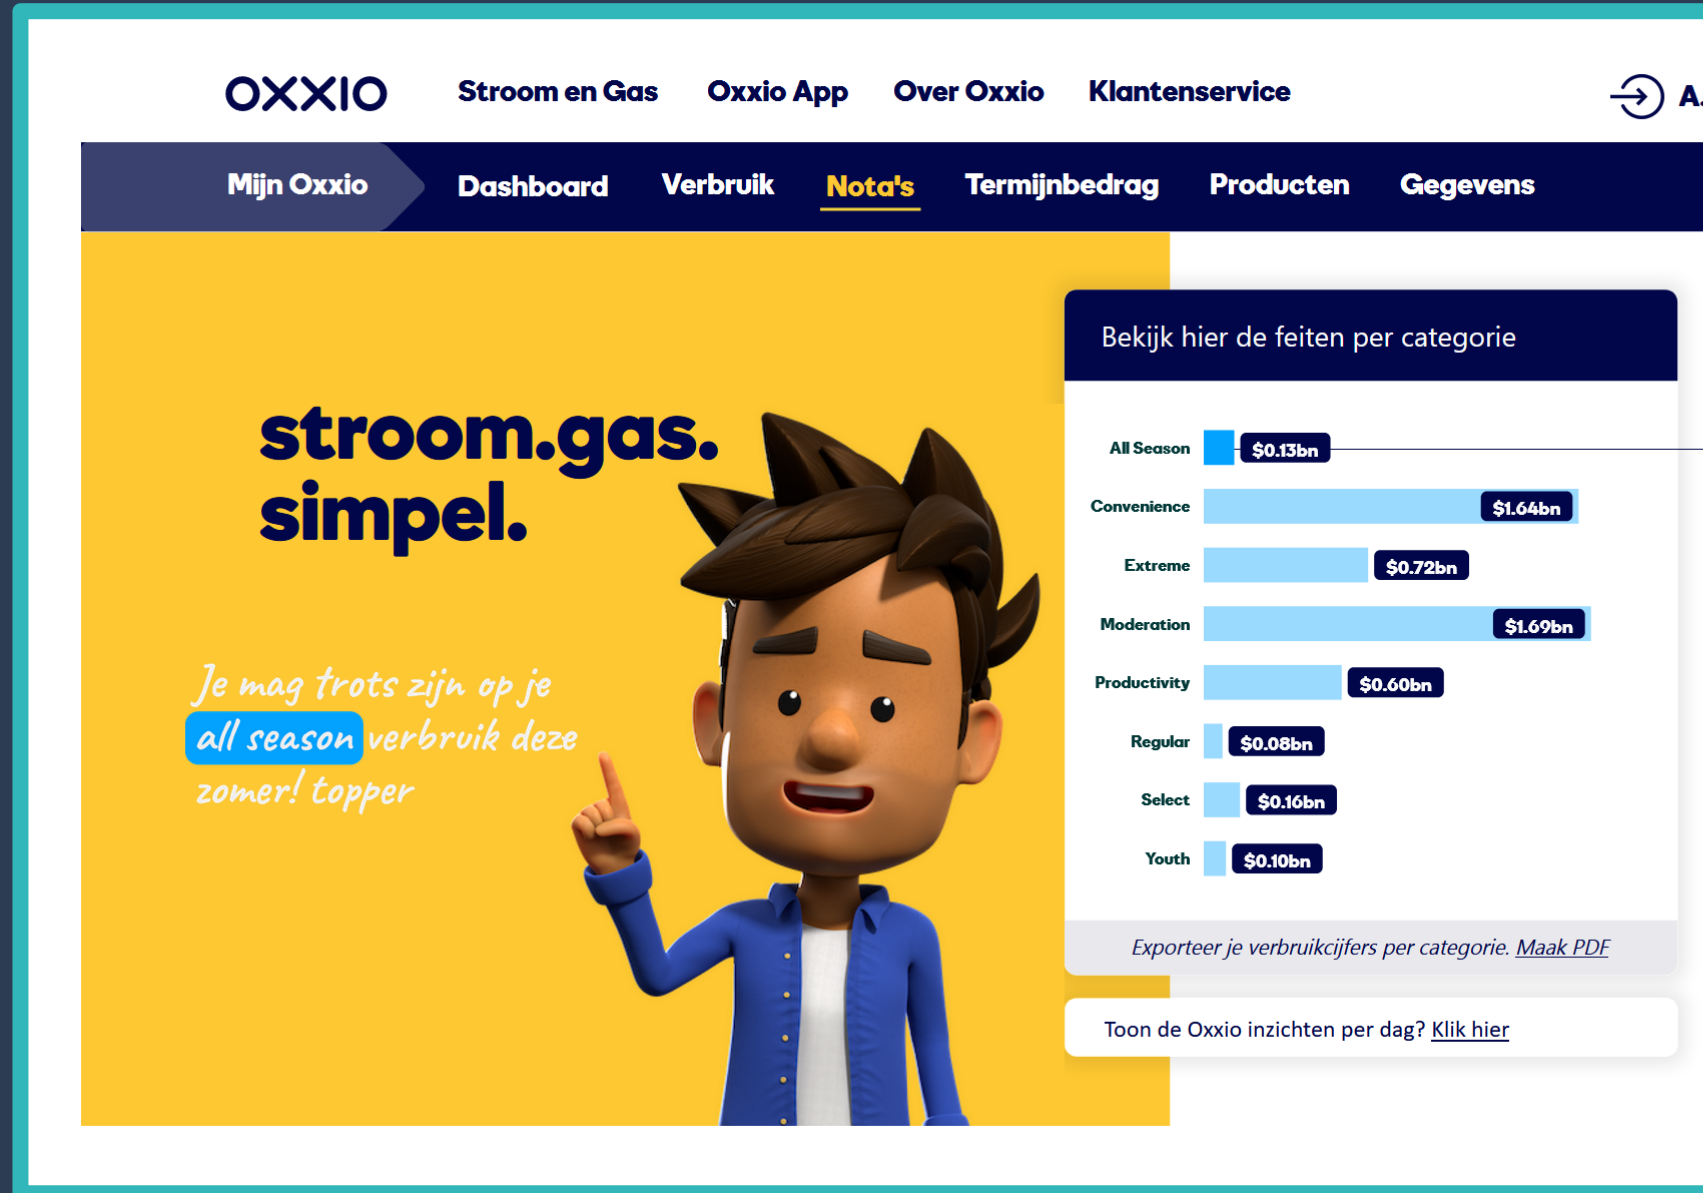 OXXIO Stroom en Gas Oxxio App Over Oxxio Klantenservice A.
Mijn Oxxio Dashboard Verbruik Nota's Termijnbedrag Producten Gegevens
stroom.gas.
simpel.
Je mag trots zijn op je
all season verbruik deze
zomer! topper
Bekijk hier de feiten per categorie
All Season $0.13bn
Convenience $1.64bn
Extreme $0.72bn
Moderation $1.69bn
Productivity $0.60bn
Regular $0.08bn
Select $0.16bn
Youth $0.10bn
Exporteer je verbruikcijfers per categorie. Maak PDF
Toon de Oxxio inzichten per dag? Klik hier